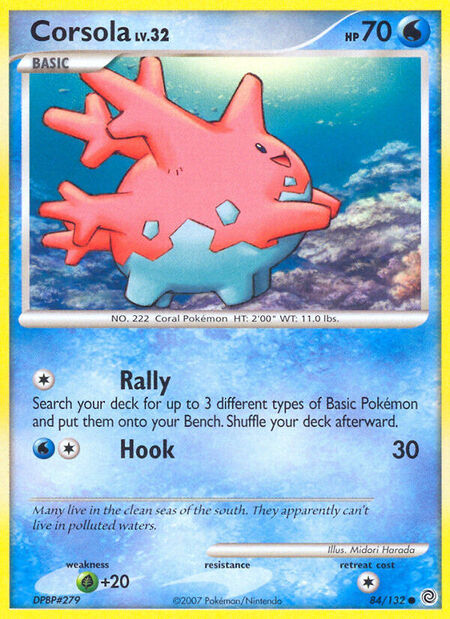 Corsola LV.32 HP 70
BASIC
NO. 222 Coral Pokémon HT: 2'00" WT: 11.0 lbs.
Rally
Search your deck for up to 3 different types of Basic Pokémon
and put them onto your Bench. Shuffle your deck afterward.
Hook 30
Many live in the clean seas of the south. They apparently can't
live in polluted waters.
Illus. Midori Harada
weakness resistance retreat cost
+20
DPBP#279 ©2007 Pokémon/Nintendo 84/132